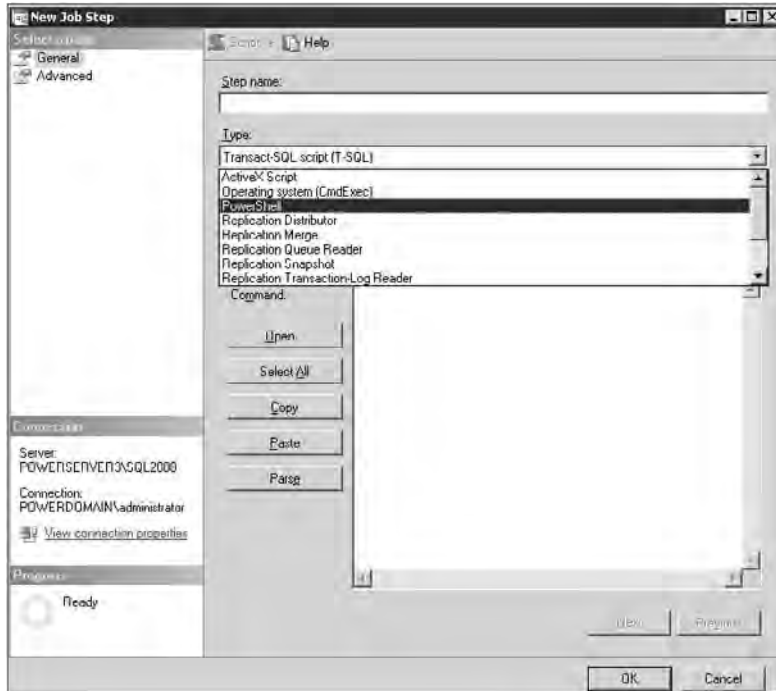 New Job Step
Select a page
General
Advanced
Script
Help
Step name:
Type:
Transact-SQL script (T-SQL)
ActiveX Script
Operating system (CmdExec)
PowerShell
Replication Distributor
Replication Merge
Replication Queue Reader
Replication Snapshot
Replication Transaction-Log Reader
Command:
Open
Select All
Copy
Paste
Parse
Connection
Server:
POWERSERVER3\SQL2008
Connection:
POWERDOMAIN\administrator
View connection properties
Progress
Ready
Next
Previous
OK
Cancel